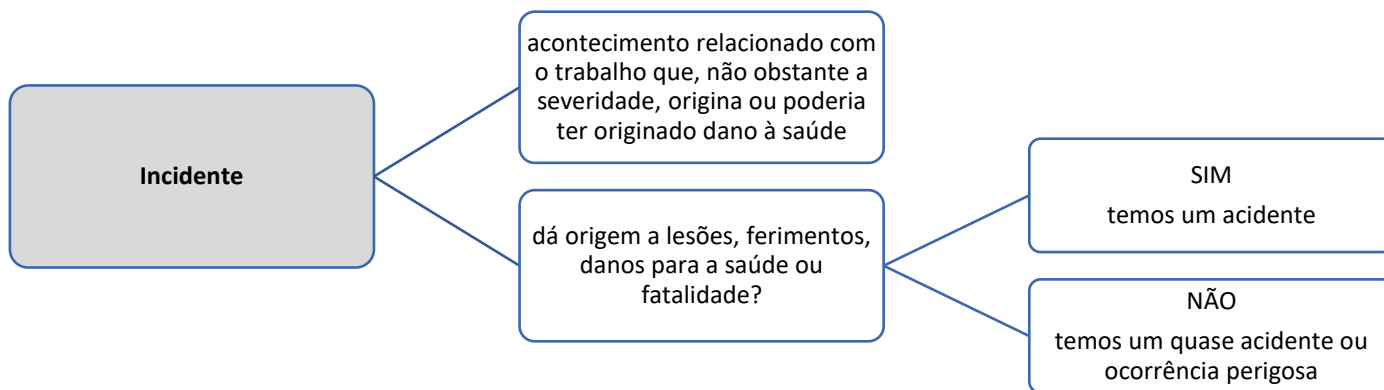 Incidente
acontecimento relacionado com
o trabalho que, não obstante a
severidade, origina ou poderia
ter originado dano à saúde
dá origem a lesões, ferimentos,
danos para a saúde ou
fatalidade?
SIM
temos um acidente
NÃO
temos um quase acidente ou
ocorrência perigosa